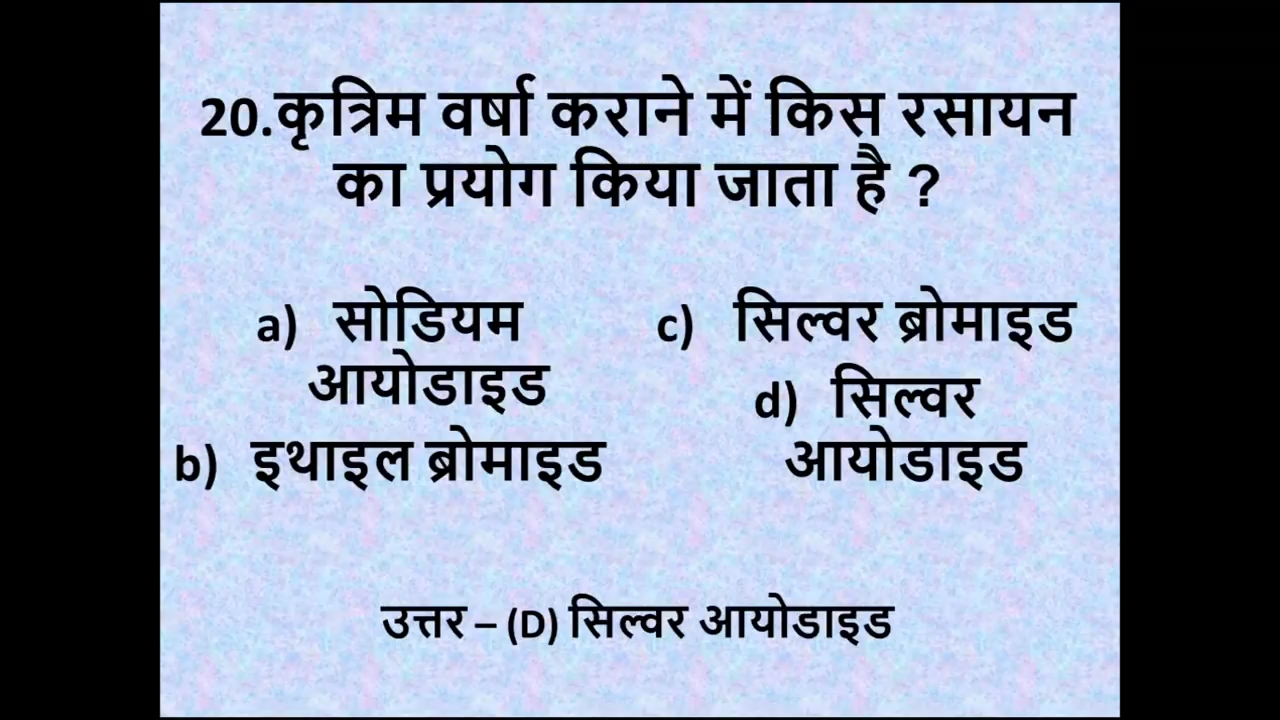 20.कृत्रिम वर्षा कराने में किस रसायन
का प्रयोग किया जाता है ?
a) सोडियम
आयोडाइड
b) इथाइल ब्रोमाइड
c) सिल्वर ब्रोमाइड
d) सिल्वर
आयोडाइड
उत्तर – (D) सिल्वर आयोडाइड